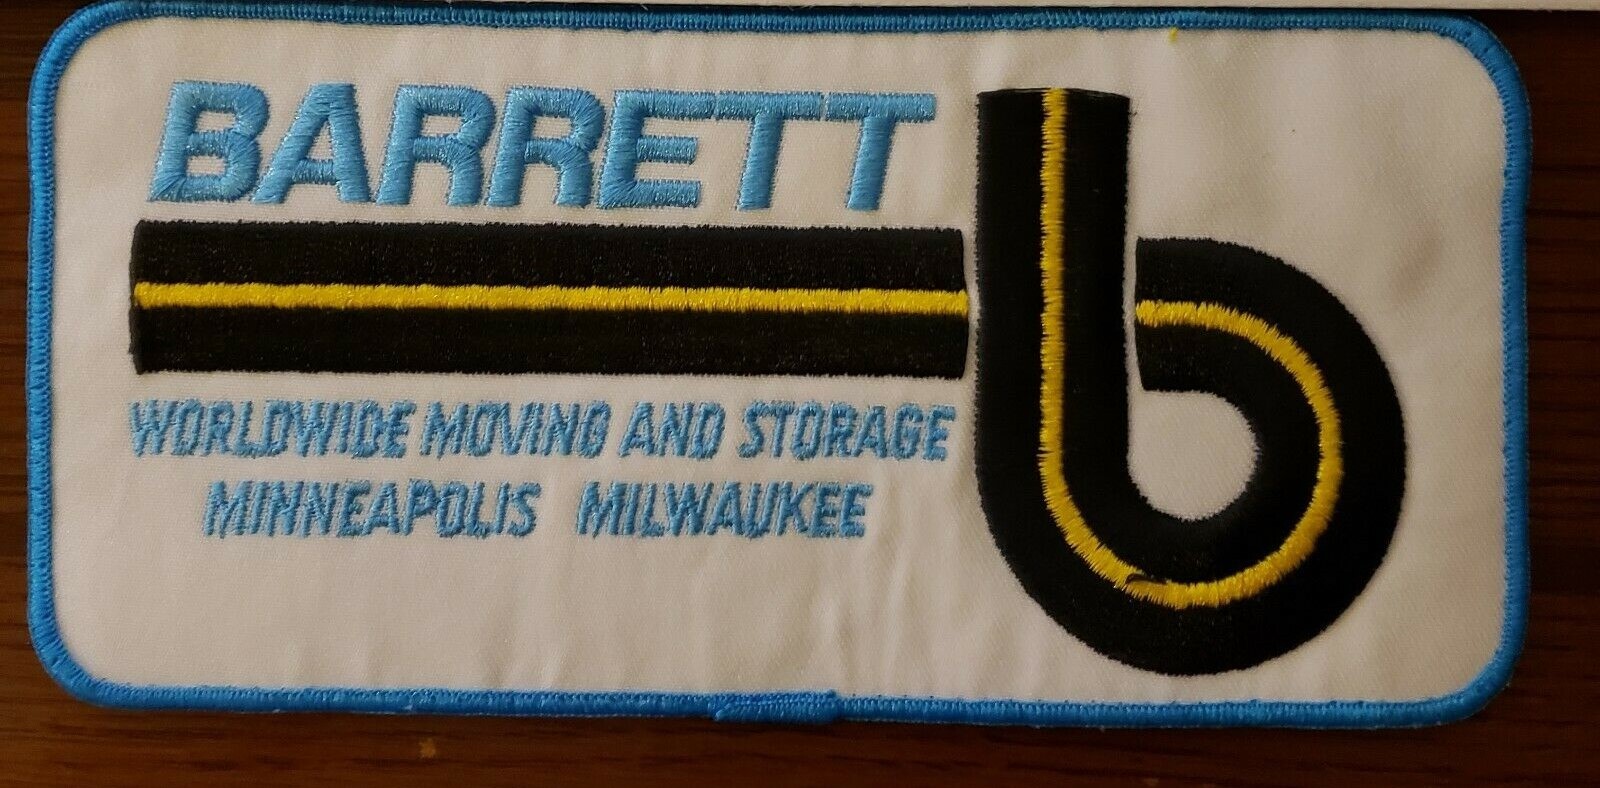 BARRETT
WORLDWIDE MOVING AND STORAGE
MINNEAPOLIS MILWAUKEE
b